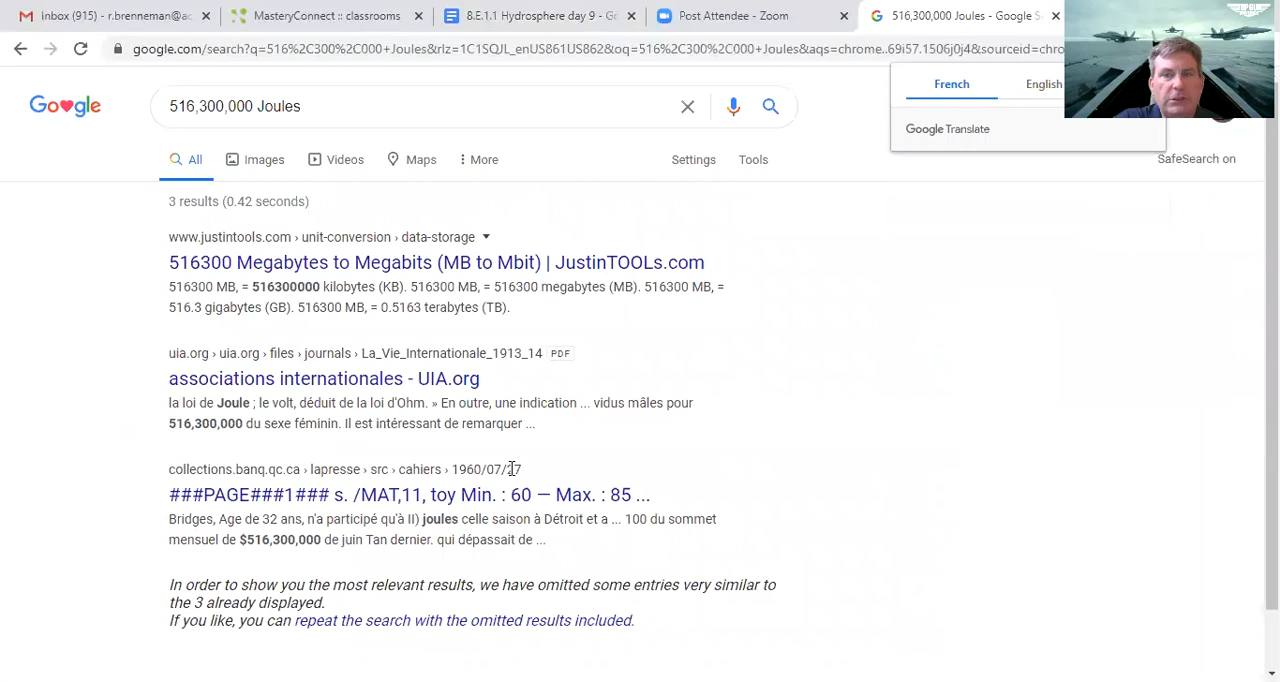 inbox (915) - r.brenneman@ac
MasteryConnect :: classrooms
8.E.1.1 Hydrosphere day 9 - Go
Post Attendee - Zoom
516,300,000 Joules - Google Se
google.com/search?q=516%2C300%2C000+Joules&rlz=1C1SQJL_enUS861US862&oq=516%2C300%2C000+Joules&aqs=chrome..69i57.1506j0j4&sourceid=chro
French
English
Google Translate
Google
516,300,000 Joules
All
Images
Videos
Maps
More
Settings
Tools
SafeSearch on
3 results (0.42 seconds)
www.justintools.com › unit-conversion › data-storage
516300 Megabytes to Megabits (MB to Mbit) | JustinTOOLs.com
516300 MB, = 516300000 kilobytes (KB). 516300 MB, = 516300 megabytes (MB). 516300 MB, =
516.3 gigabytes (GB). 516300 MB, = 0.5163 terabytes (TB).
uia.org › uia.org › files › journals › La_Vie_Internationale_1913_14 PDF
associations internationales - UIA.org
la loi de Joule ; le volt, déduit de la loi d'Ohm. » En outre, une indication ... vidus mâles pour
516,300,000 du sexe féminin. Il est intéressant de remarquer ...
collections.banq.qc.ca › lapresse › src › cahiers › 1960/07/27
###PAGE###1### s. /MAT,11, toy Min. : 60 — Max. : 85 ...
Bridges, Age de 32 ans, n'a participé qu'à II) joules celle saison à Détroit et a ... 100 du sommet
mensuel de $516,300,000 de juin Tan dernier. qui dépassait de ...
In order to show you the most relevant results, we have omitted some entries very similar to
the 3 already displayed.
If you like, you can repeat the search with the omitted results included.